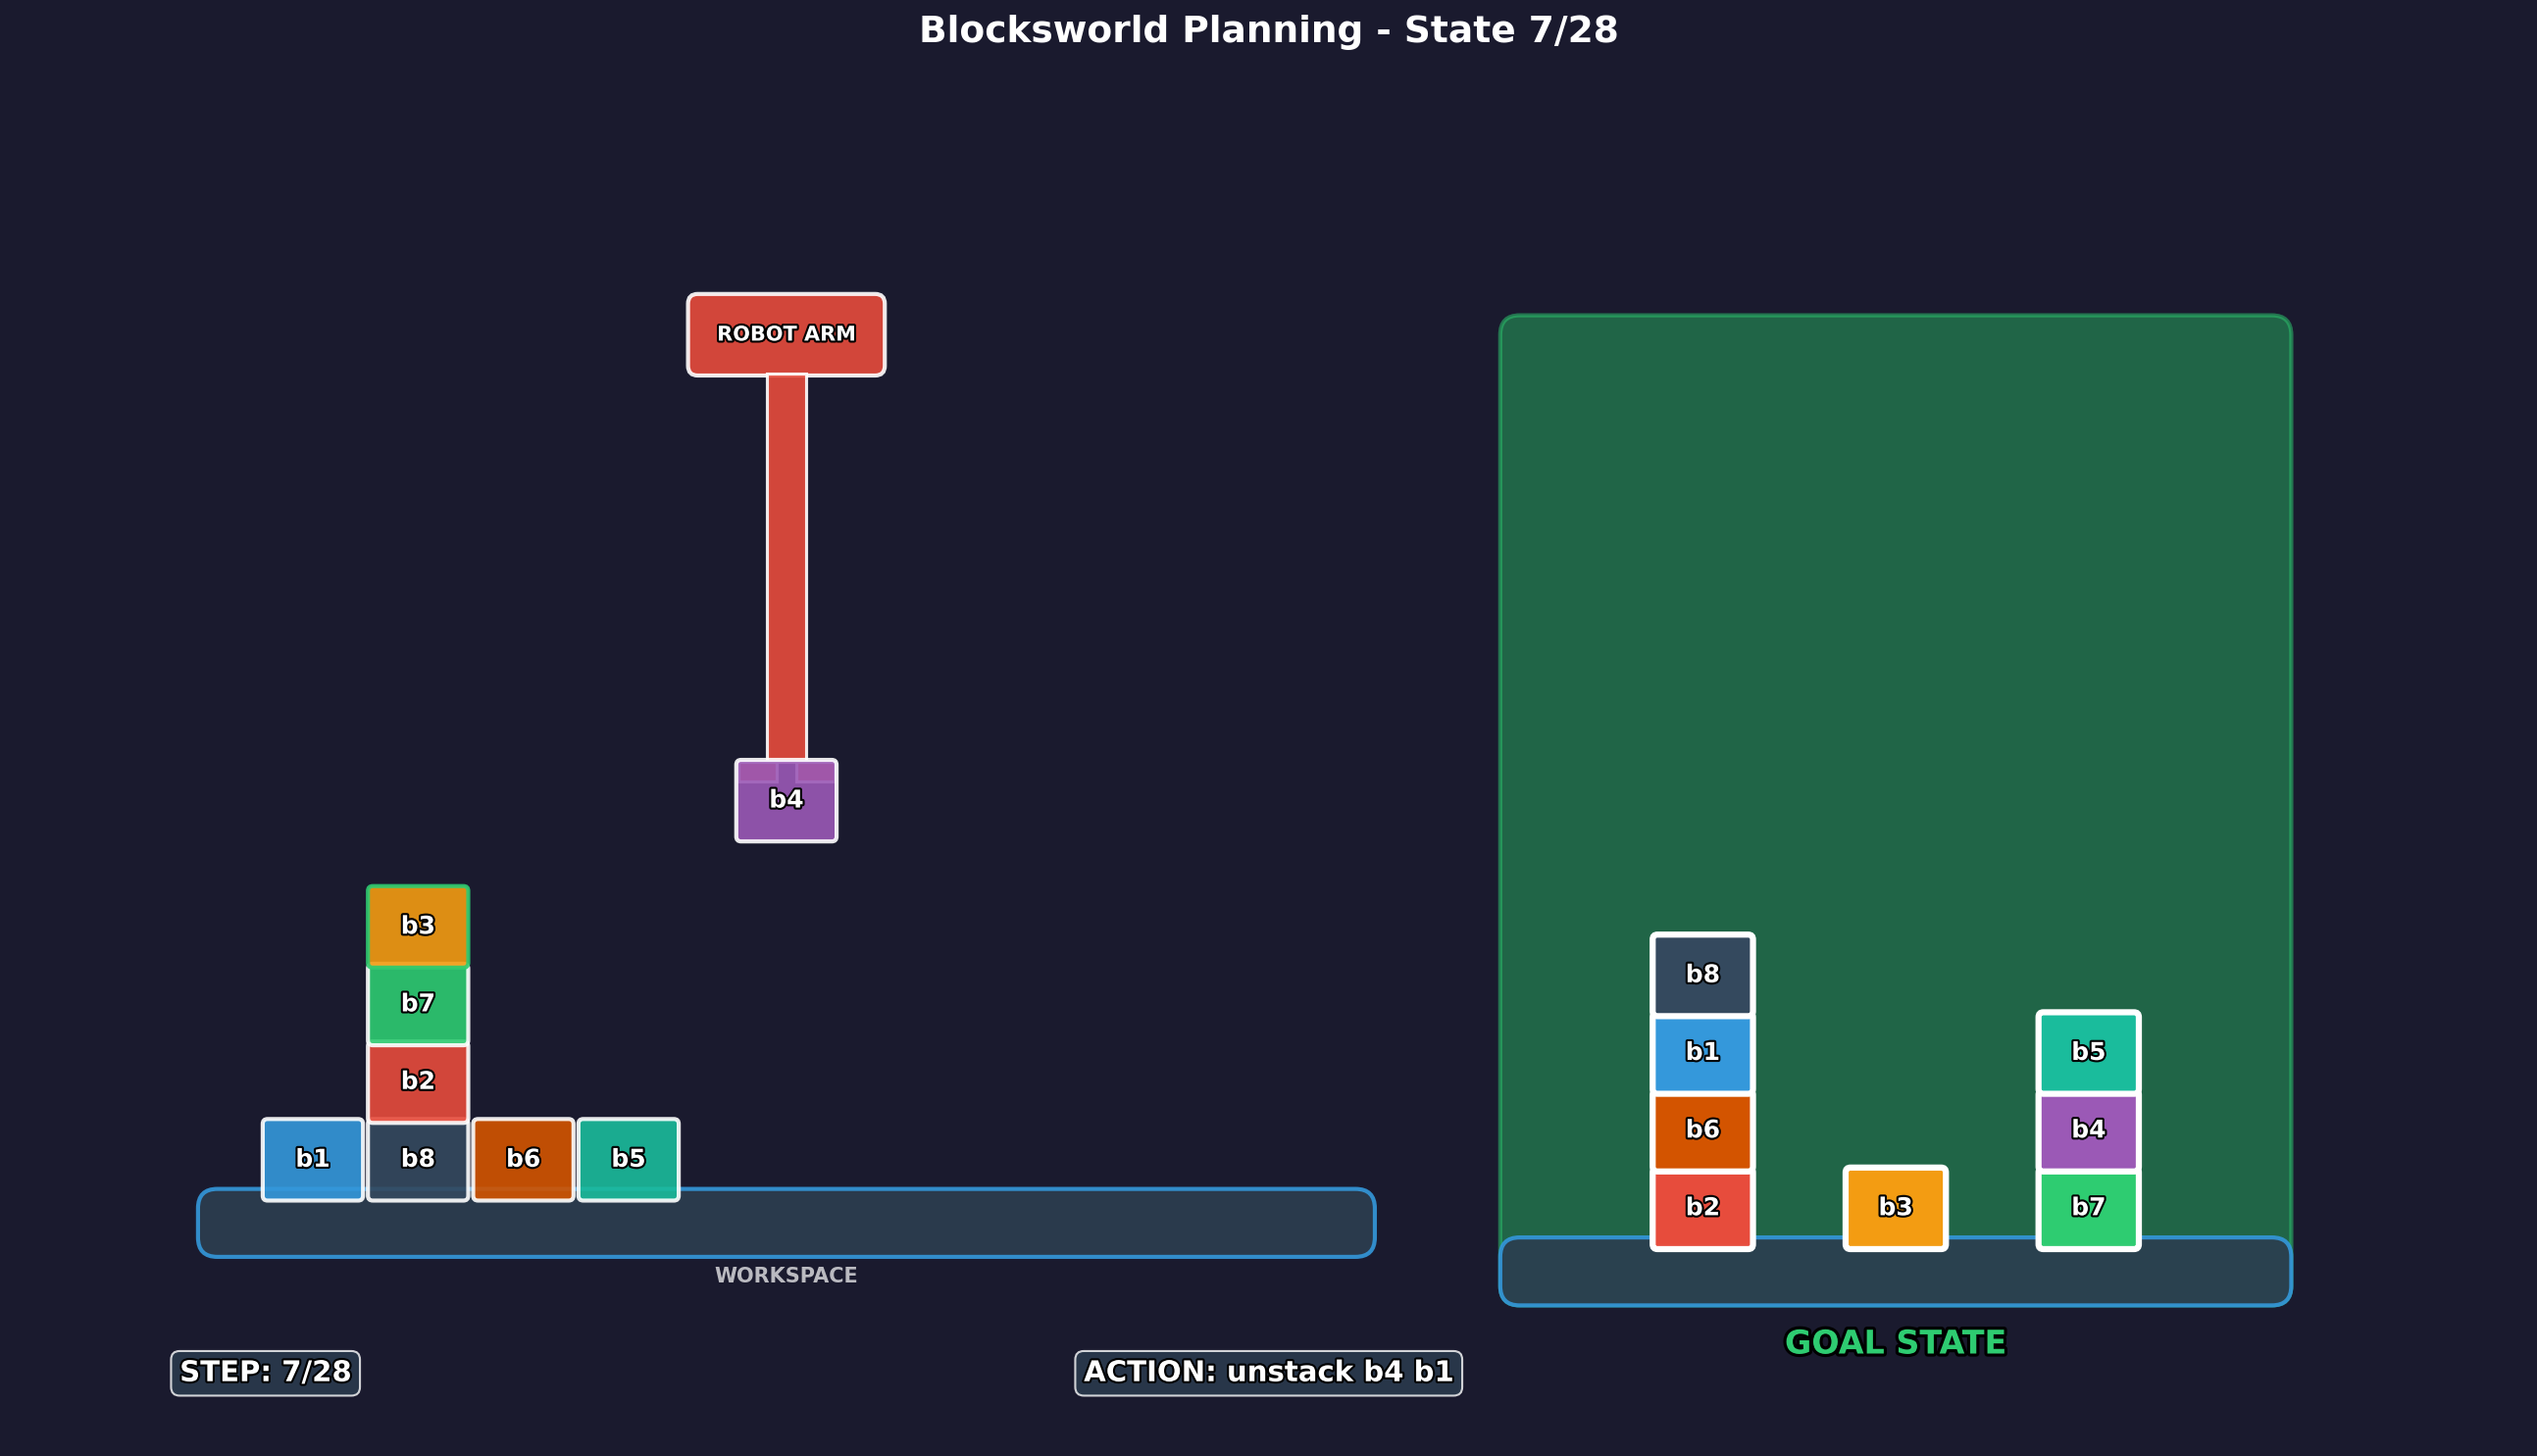 Blocksworld Planning - State 7/28
ROBOT ARM
b4
b3
b7
b2
b1 b8 b6 b5
WORKSPACE
b8
b1 b5
b6 b4
b2 b3 b7
GOAL STATE
STEP: 7/28
ACTION: unstack b4 b1